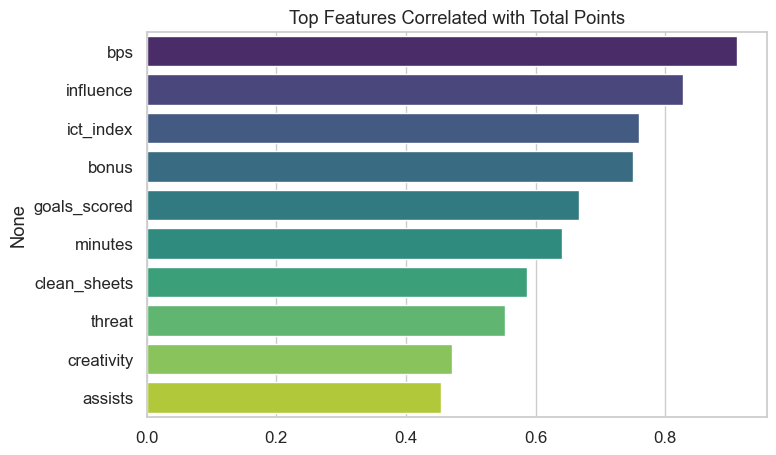 Top Features Correlated with Total Points
None
bps
influence
ict_index
bonus
goals_scored
minutes
clean_sheets
threat
creativity
assists
0.0 0.2 0.4 0.6 0.8